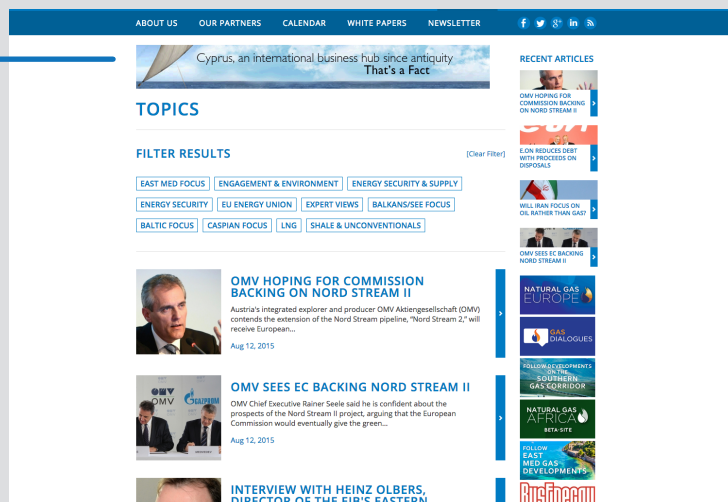 ABOUT US
OUR PARTNERS
CALENDAR
WHITE PAPERS
NEWSLETTER
Cyprus, an international business hub since antiquity
That's a Fact
TOPICS
FILTER RESULTS
[Clear Filter]
EAST MED FOCUS
ENGAGEMENT & ENVIRONMENT
ENERGY SECURITY & SUPPLY
ENERGY SECURITY
EU ENERGY UNION
EXPERT VIEWS
BALKANS/SEE FOCUS
BALTIC FOCUS
CASPIAN FOCUS
LNG
SHALE & UNCONVENTIONALS
OMV HOPING FOR COMMISSION
BACKING ON NORD STREAM II
Austria's integrated explorer and producer OMV Aktiengesellschaft (OMV)
contends the extension of the Nord Stream pipeline, "Nord Stream 2," will
receive European...
Aug 12, 2015
OMV
GAZPROM
OMV SEES EC BACKING NORD STREAM II
OMV Chief Executive Rainer Seele said he is confident about the
prospects of the Nord Stream II project, arguing that the European
Commission would eventually give the green...
Aug 12, 2015
INTERVIEW WITH HEINZ OLBERS,
DIRECTOR OF THE EIB'S EASTERN
RECENT ARTICLES
OMV HOPING FOR
COMMISSION BACKING
ON NORD STREAM II
E.ON REDUCES DEBT
WITH PROCEEDS ON
DISPOSALS
WILL IRAN FOCUS ON
OIL RATHER THAN GAS?
OMV SEES EC BACKING
NORD STREAM II
NATURAL GAS
EUROPE
GAS
DIALOGUES
FOLLOW DEVELOPMENTS
ON THE
SOUTHERN
GAS CORRIDOR
NATURAL GAS
AFRICA
BETA-SITE
FOLLOW
EAST
MED GAS
DEVELOPMENTS